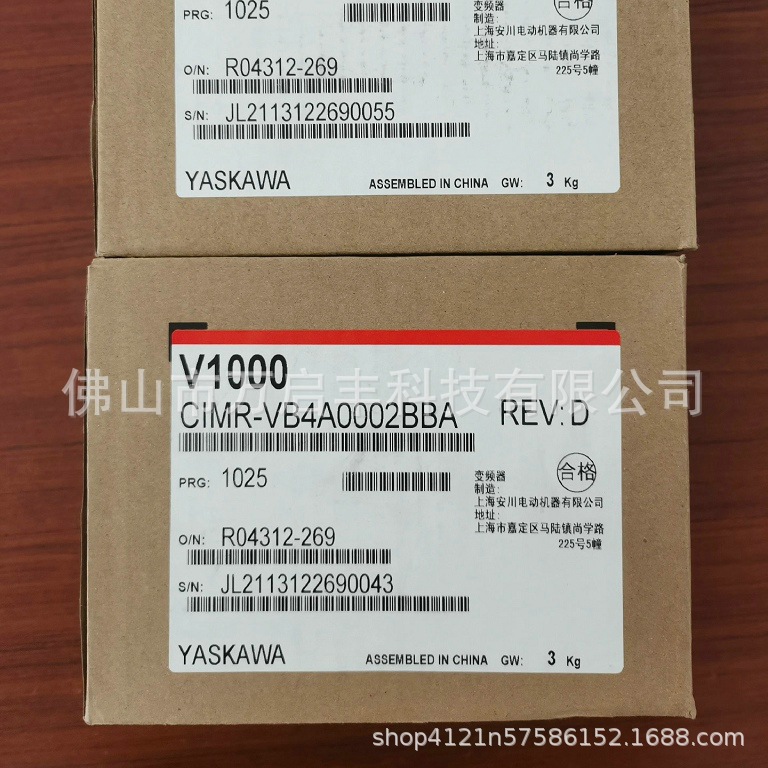 PRG: 1025
合格
变频器
制造:
上海安川电动机器有限公司
地址:
上海市嘉定区马陆镇尚学路
225号5幢
O/N: R04312-269
S/N: JL2113122690055
YASKAWA ASSEMBLED IN CHINA GW: 3 Kg
V1000
佛山市万启丰科技有限公司
CIMR-VB4A0002BBA REV: D
PRG: 1025
合格
变频器
制造:
上海安川电动机器有限公司
地址:
上海市嘉定区马陆镇尚学路
225号5幢
O/N: R04312-269
S/N: JL2113122690043
YASKAWA ASSEMBLED IN CHINA GW: 3 Kg
shop4121n57586152.1688.com